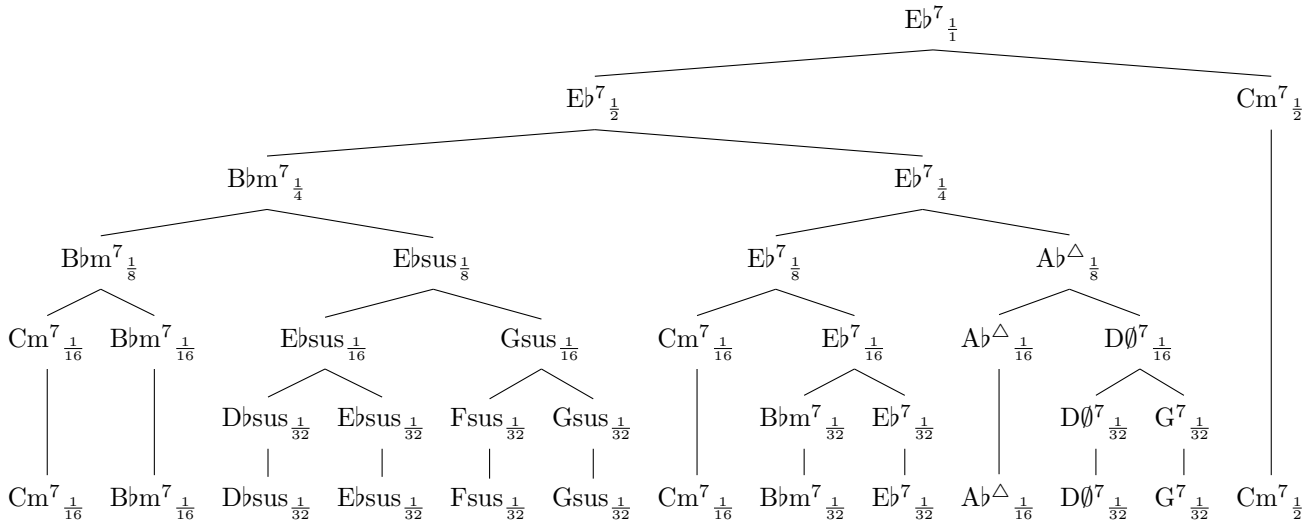 E♭⁷ 1/1
E♭⁷ 1/2 Cm⁷ 1/2
B♭m⁷ 1/4 E♭⁷ 1/4
B♭m⁷ 1/8 E♭sus 1/8 E♭⁷ 1/8 A♭△ 1/8
Cm⁷ 1/16 B♭m⁷ 1/16 E♭sus 1/16 Gsus 1/16 Cm⁷ 1/16 E♭⁷ 1/16 A♭△ 1/16 D∅⁷ 1/16
D♭sus 1/32 E♭sus 1/32 Fsus 1/32 Gsus 1/32 B♭m⁷ 1/32 E♭⁷ 1/32 D∅⁷ 1/32 G⁷ 1/32
Cm⁷ 1/16 B♭m⁷ 1/16 D♭sus 1/32 E♭sus 1/32 Fsus 1/32 Gsus 1/32 Cm⁷ 1/16 B♭m⁷ 1/32 E♭⁷ 1/32 A♭△ 1/16 D∅⁷ 1/32 G⁷ 1/32 Cm⁷ 1/2